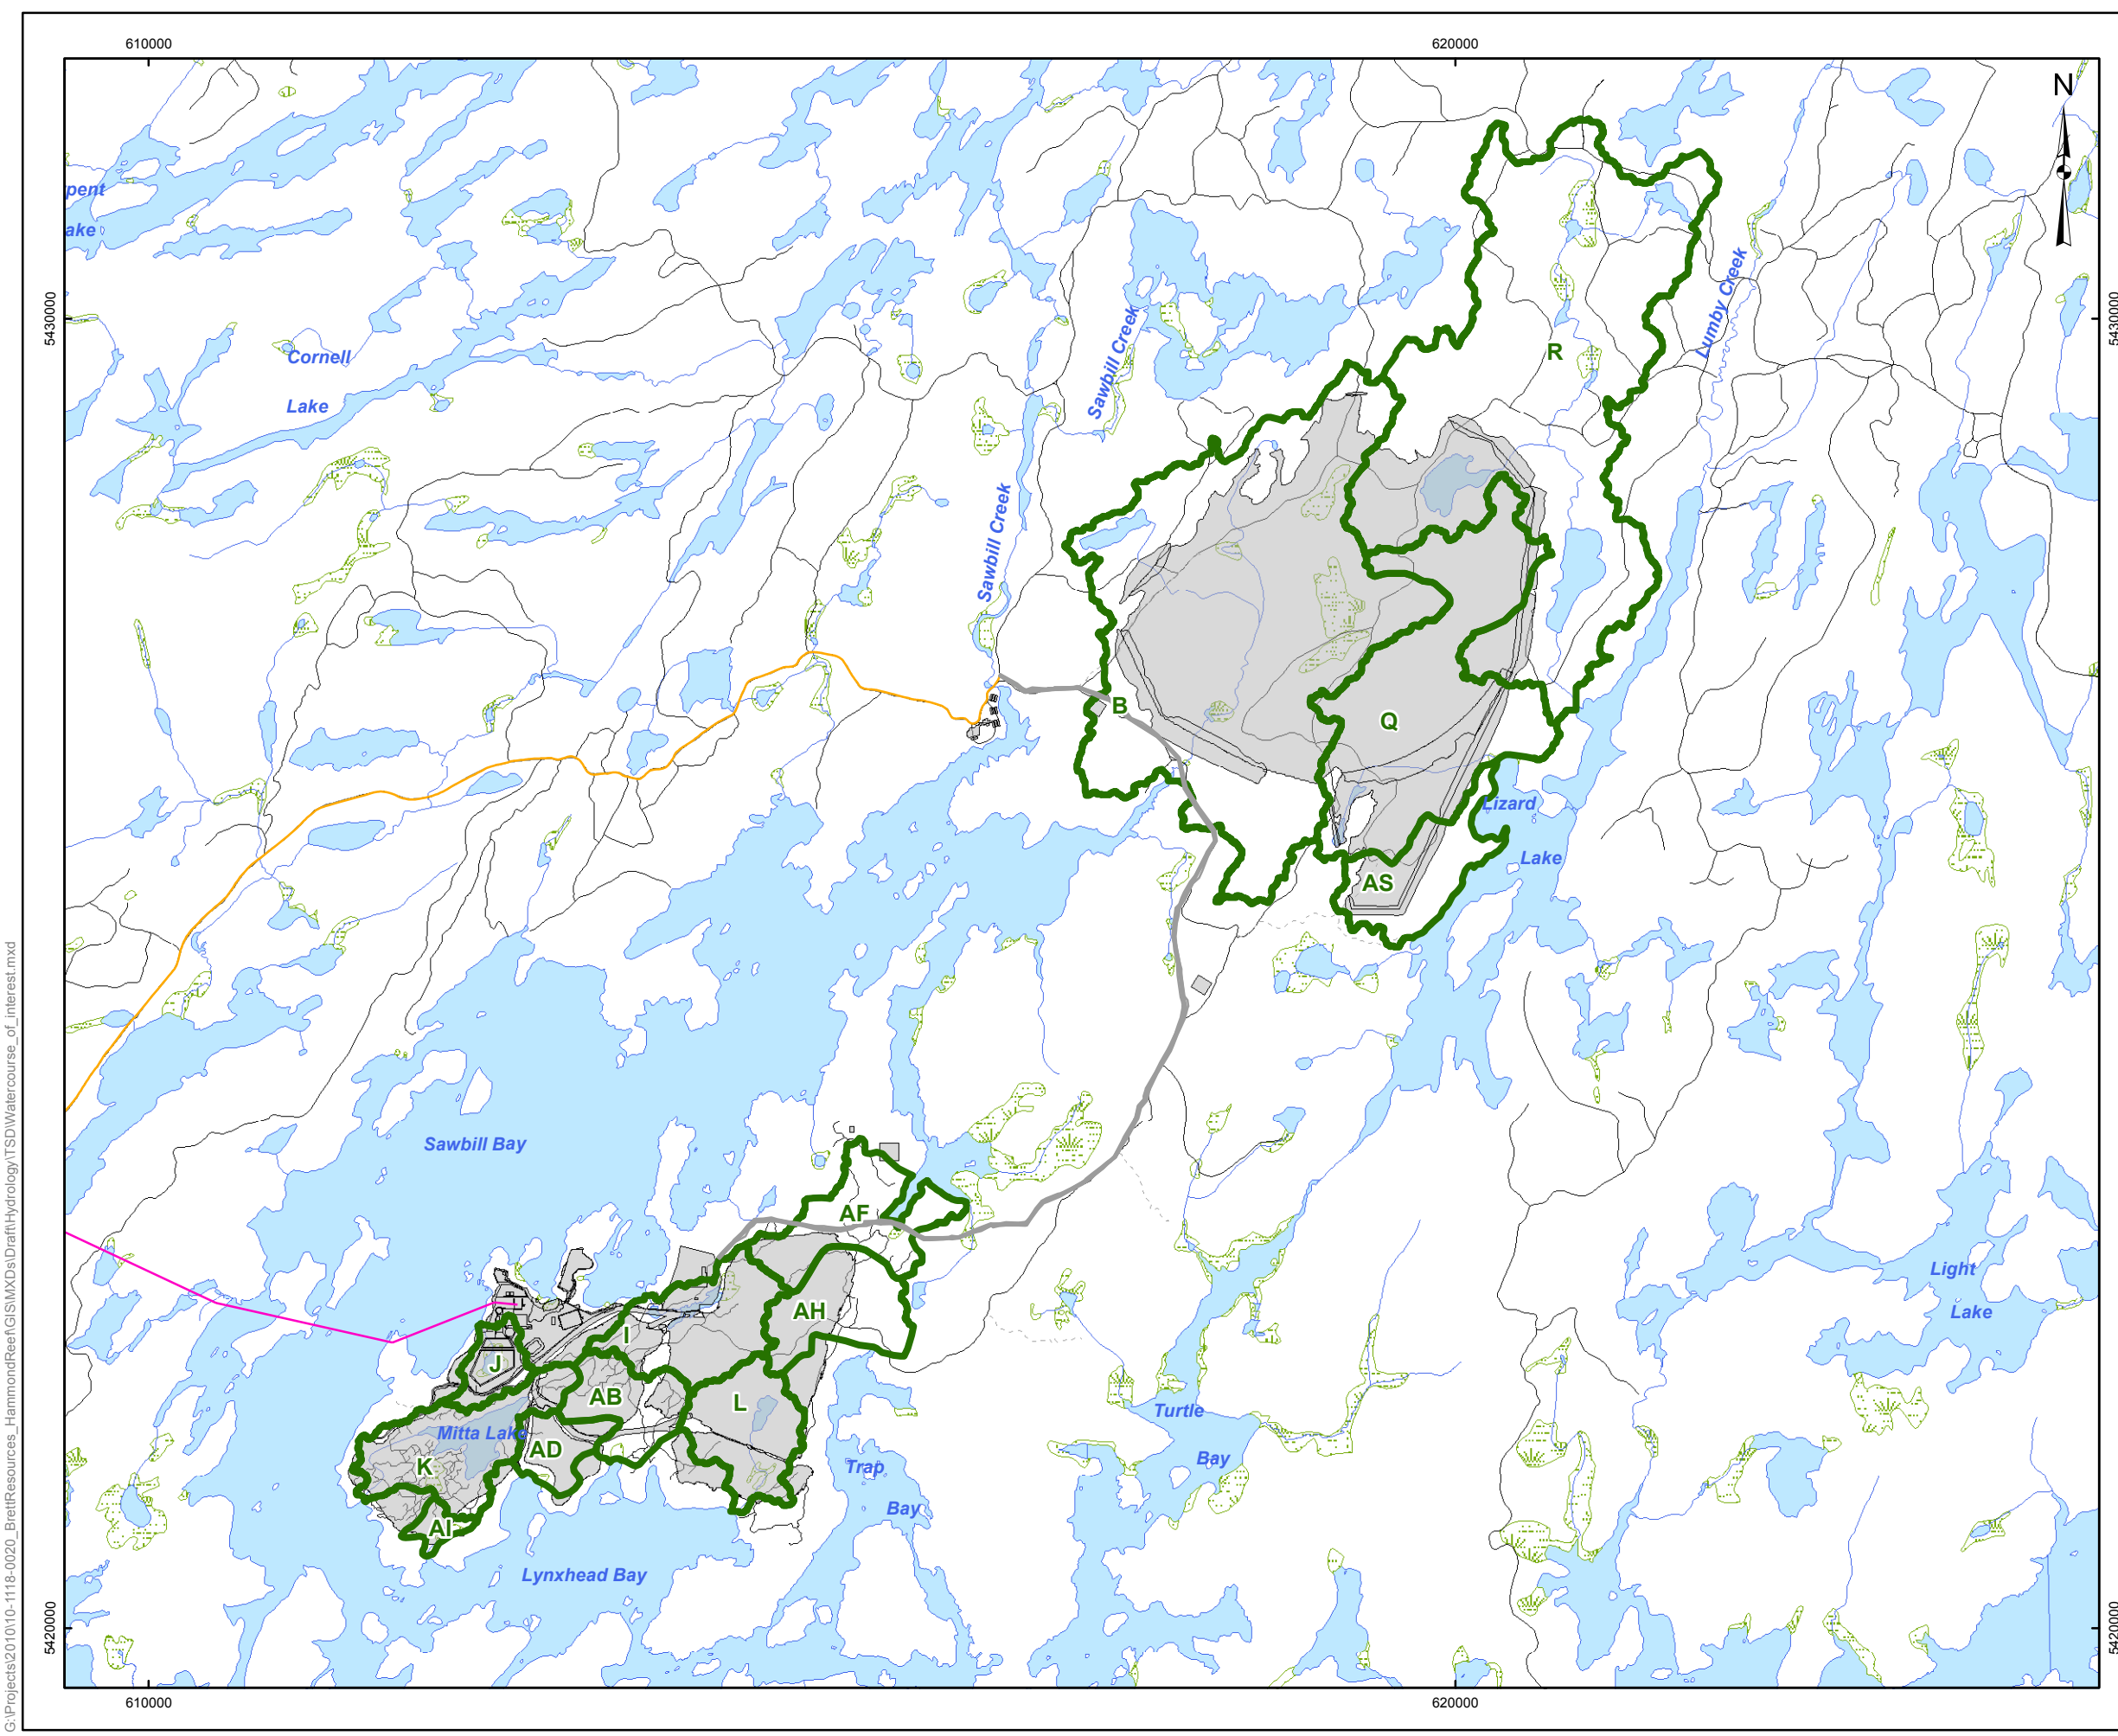 610000
620000
N
pent
ake
5430000
5430000
Cornell
Lake
Sawbill Creek
Lumby Creek
R
Sawbill Creek
B
Q
Lizard
Lake
AS
Sawbill Bay
AF
Light
Lake
AH
I
J
AB
L
Turtle
Bay
Mitta Lake
AD
K
Trap
Bay
AI
Lynxhead Bay
5420000
5420000
610000
620000
G:\Projects\2010\10-1118-0020_BrettResources_HammondReef\GIS\MXDs\Draft\Hydrology\TSD\Watercourse_of_interest.mxd